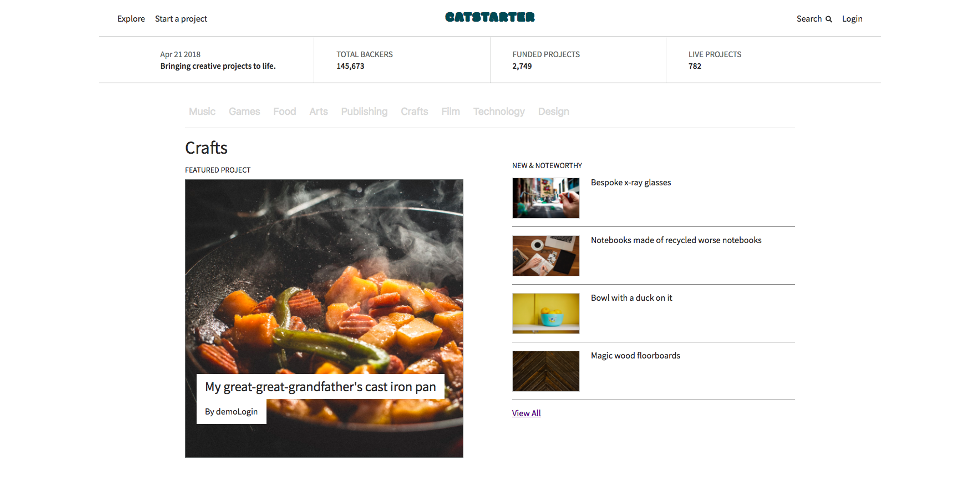 Explore Start a project CATSTARTER Search Login
Apr 21 2018
Bringing creative projects to life.
TOTAL BACKERS
145,673
FUNDED PROJECTS
2,749
LIVE PROJECTS
782
Music Games Food Arts Publishing Crafts Film Technology Design
Crafts
FEATURED PROJECT
My great-great-grandfather's cast iron pan
By demoLogin
NEW & NOTEWORTHY
Bespoke x-ray glasses
Notebooks made of recycled worse notebooks
Bowl with a duck on it
Magic wood floorboards
View All